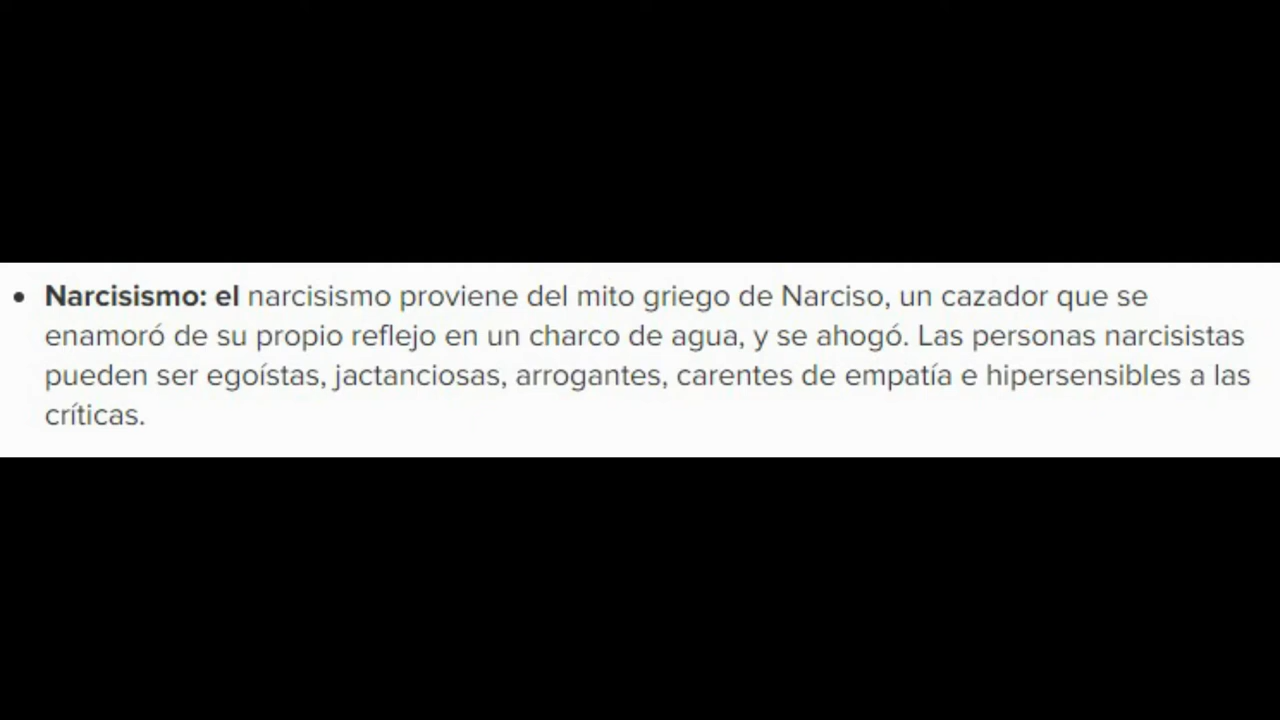 • Narcisismo: el narcisismo proviene del mito griego de Narciso, un cazador que se
enamoró de su propio reflejo en un charco de agua, y se ahogó. Las personas narcisistas
pueden ser egoístas, jactanciosas, arrogantes, carentes de empatía e hipersensibles a las
críticas.